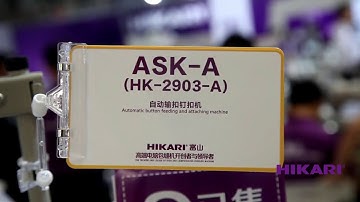 ASK-A
(HK-2903-A)
自动输扣钉扣机
Automatic button feeding and attaching machine
HIKARI® 富山
高端电脑包缝机开创者与领导者
HIKARI®